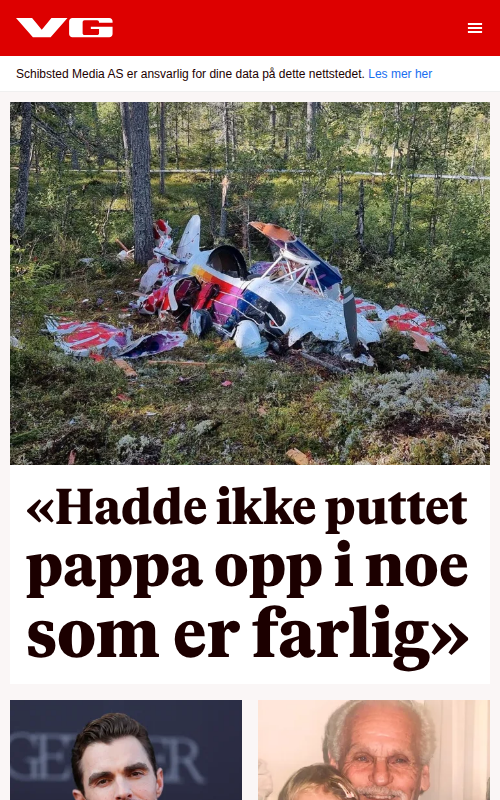 VG
Schibsted Media AS er ansvarlig for dine data på dette nettstedet. Les mer her
«Hadde ikke puttet
pappa opp i noe
som er farlig»